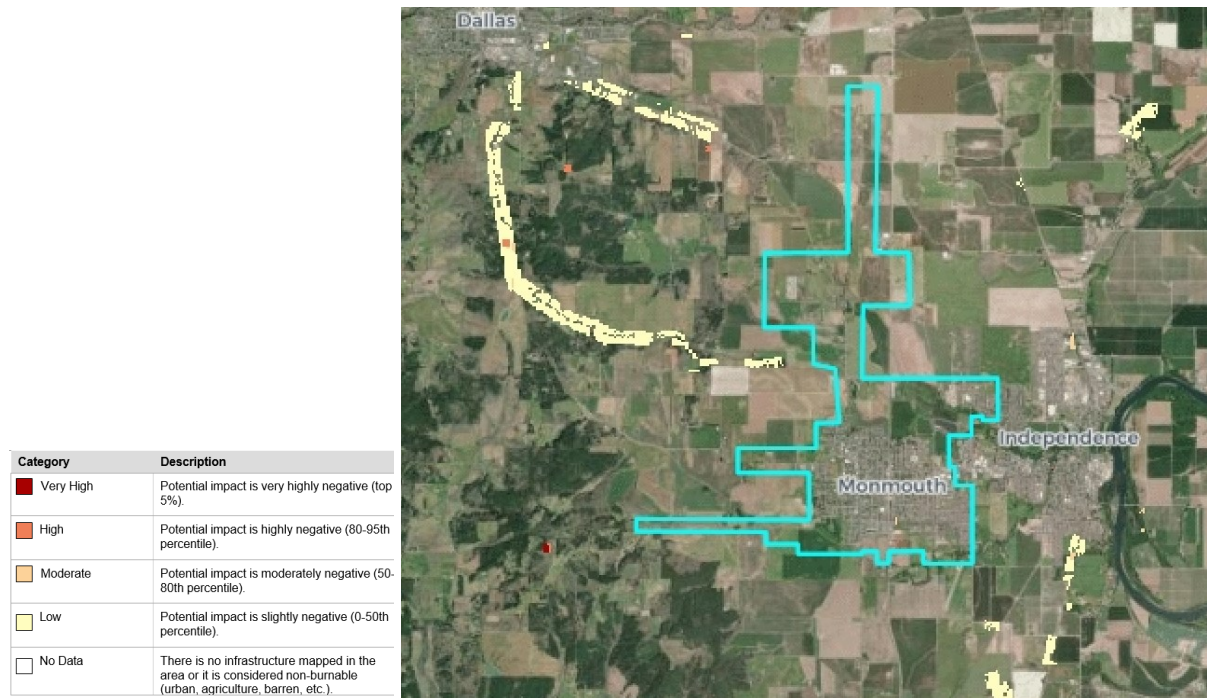 Dallas
Independence
Monmouth
Category Description
Very High Potential impact is very highly negative (top
5%).
High Potential impact is highly negative (80-95th
percentile).
Moderate Potential impact is moderately negative (50-
80th percentile).
Low Potential impact is slightly negative (0-50th
percentile).
No Data There is no infrastructure mapped in the
area or it is considered non-burnable
(urban, agriculture, barren, etc.).